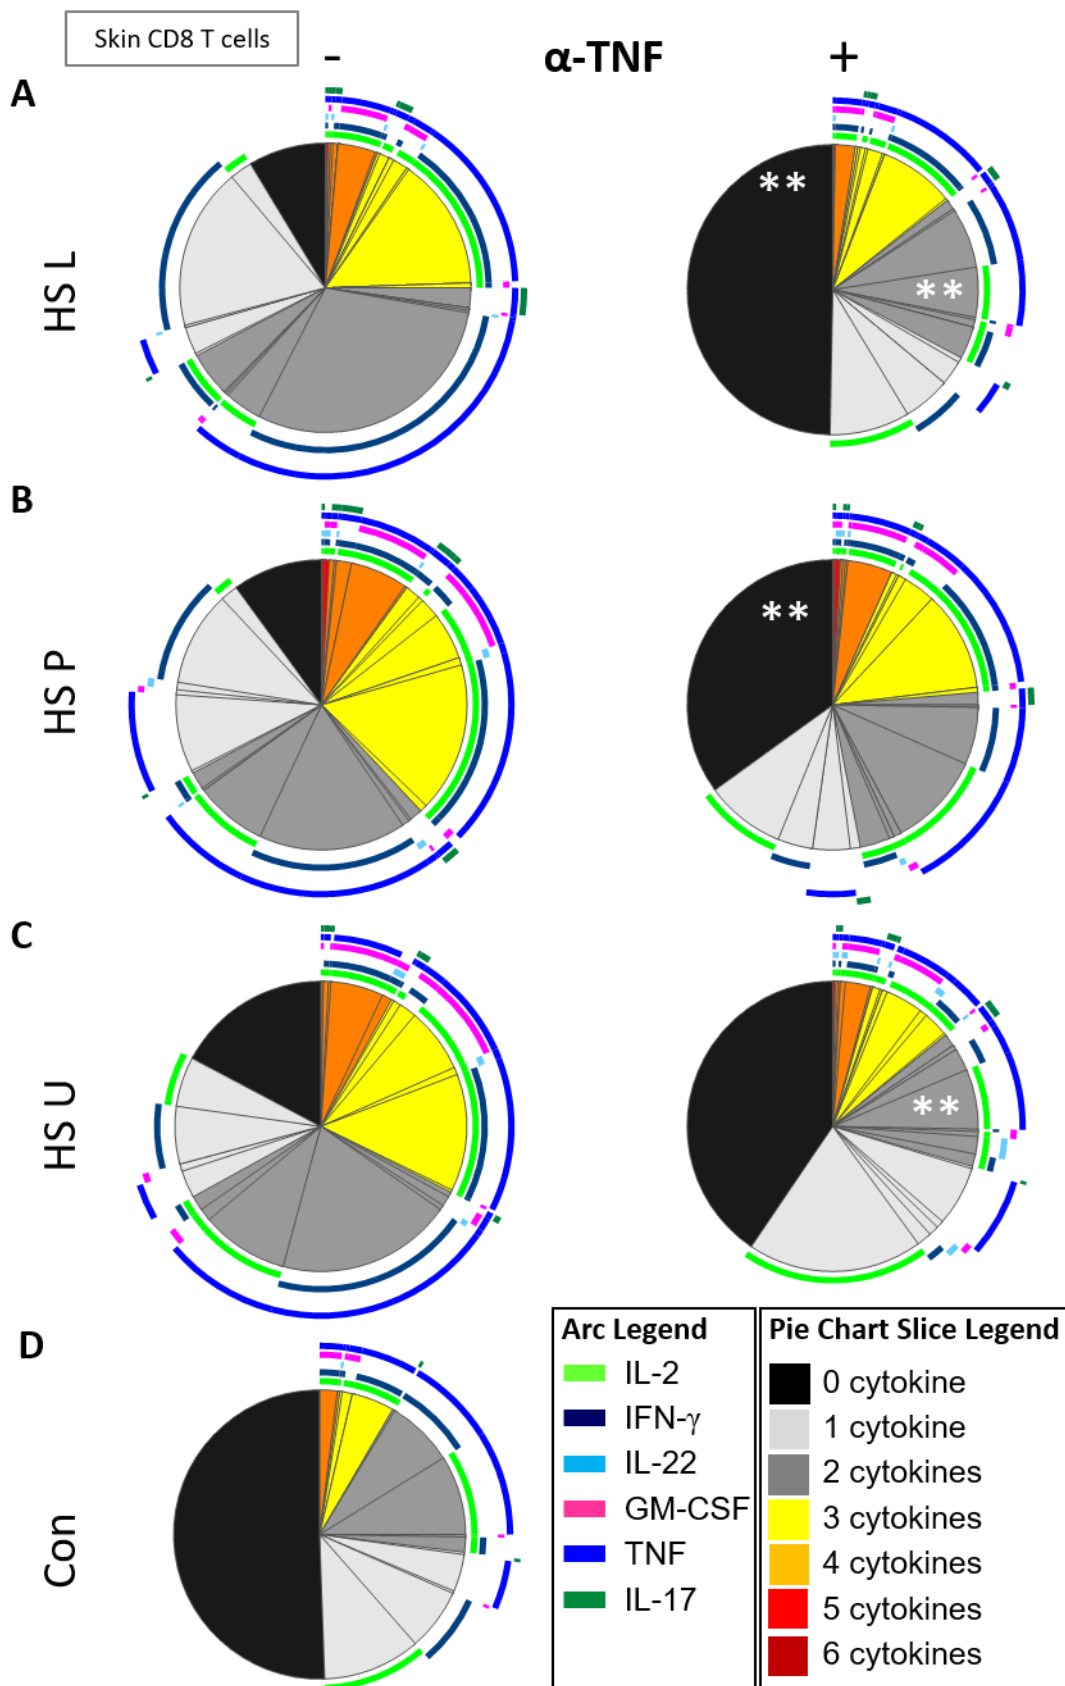 Skin CD8 T cells
- α-TNF +
A
HS L
**
**
B
HS P
**
C
HS U
**
D
Con
Arc Legend
IL-2
IFN-γ
IL-22
GM-CSF
TNF
IL-17
Pie Chart Slice Legend
0 cytokine
1 cytokine
2 cytokines
3 cytokines
4 cytokines
5 cytokines
6 cytokines